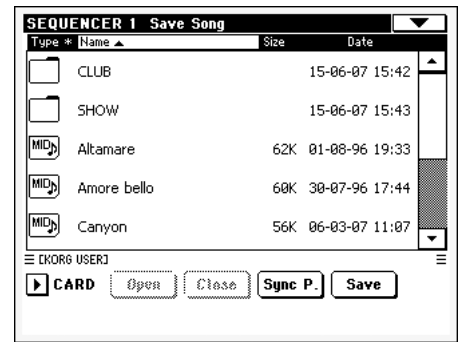 SEQUENCER 1 Save Song
Type * Name ▲ Size Date
CLUB 15-06-07 15:42
SHOW 15-06-07 15:43
MID Altamare 62K 01-08-96 19:33
MID Amore bello 60K 30-07-96 17:44
MID Canyon 56K 06-03-07 11:07
[KORG USER]
CARD Open Close Sync P. Save